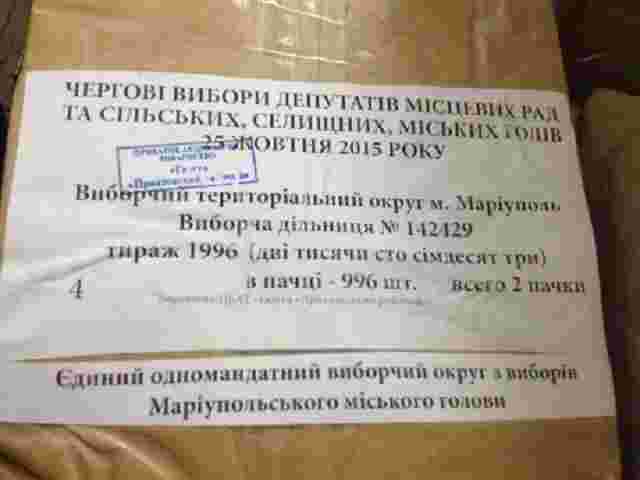 ЧЕРГОВІ ВИБОРИ ДЕПУТАТІВ МІСЦЕВИХ РАД
ТА СІЛЬСЬКИХ, СЕЛИЩНИХ, МІСЬКИХ ГОЛІВ
25 ЖОВТНЯ 2015 РОКУ
Виборчий територіальний округ м. Маріуполь
Виборча дільниця № 142429
тираж 1996 (дві тисячи сто сімдесят три)
в пачці - 996 шт. всего 2 пачки
4
Єдиний одномандатний виборчий округ з виборів
Маріупольського міського голови